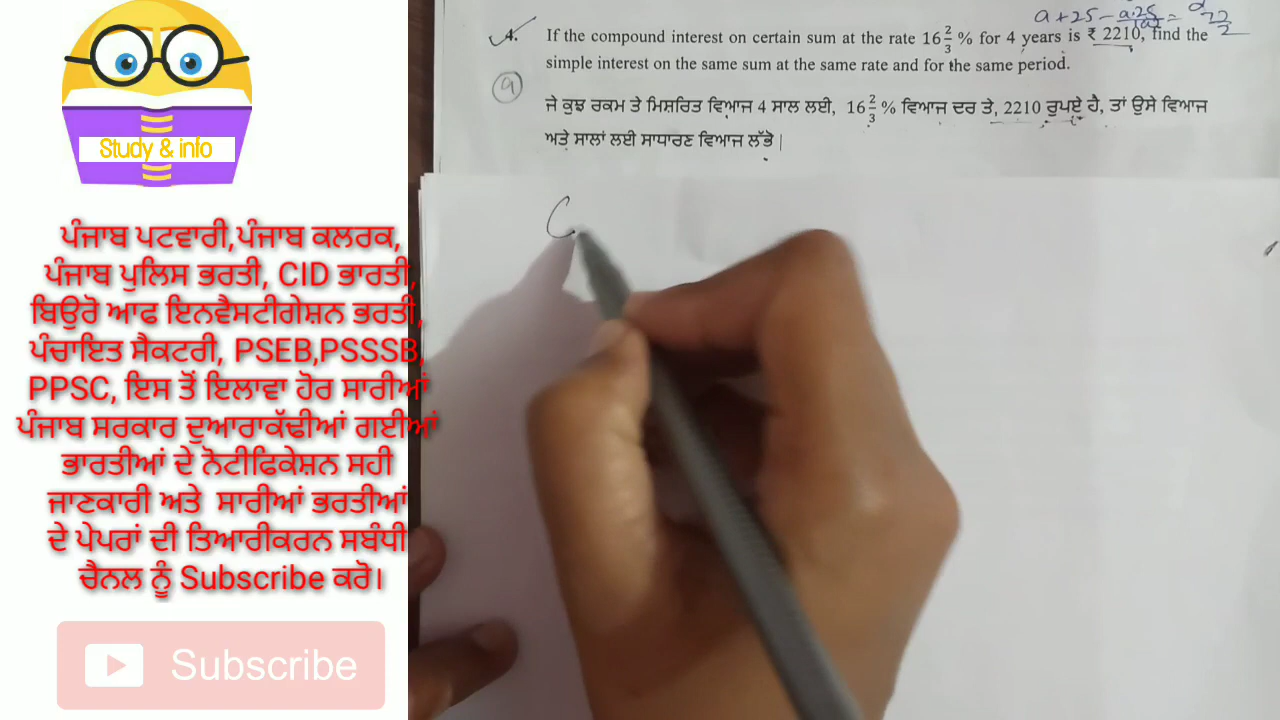 Study & info
ਪੰਜਾਬ ਪਟਵਾਰੀ,ਪੰਜਾਬ ਕਲਰਕ,
ਪੰਜਾਬ ਪੁਲਿਸ ਭਰਤੀ, CID ਭਾਰਤੀ,
ਬਿਉਰੋ ਆਫ ਇਨਵੈਸਟੀਗੇਸ਼ਨ ਭਰਤੀ,
ਪੰਚਾਇਤ ਸੈਕਟਰੀ, PSEB,PSSSB,
PPSC, ਇਸ ਤੋਂ ਇਲਾਵਾ ਹੋਰ ਸਾਰੀਆਂ
ਪੰਜਾਬ ਸਰਕਾਰ ਦੁਆਰਾਕੱਢੀਆਂ ਗਈਆਂ
ਭਾਰਤੀਆਂ ਦੇ ਨੋਟੀਫਿਕੇਸ਼ਨ ਸਹੀ
ਜਾਣਕਾਰੀ ਅਤੇ ਸਾਰੀਆਂ ਭਰਤੀਆਂ
ਦੇ ਪੇਪਰਾਂ ਦੀ ਤਿਆਰੀਕਰਨ ਸਬੰਧੀ
ਚੈਨਲ ਨੂੰ Subscribe ਕਰੋ।
Subscribe
4. If the compound interest on certain sum at the rate 16 2/3 % for 4 years is ₹ 2210, find the
simple interest on the same sum at the same rate and for the same period.
ਜੇ ਕੁਝ ਰਕਮ ਤੇ ਮਿਸ਼ਰਿਤ ਵਿਆਜ 4 ਸਾਲ ਲਈ, 16 2/3 % ਵਿਆਜ ਦਰ ਤੇ, 2210 ਰੁਪਏ ਹੈ, ਤਾਂ ਉਸੇ ਵਿਆਜ
ਅਤੇ ਸਾਲਾਂ ਲਈ ਸਾਧਾਰਣ ਵਿਆਜ ਲੱਭੋ |
C